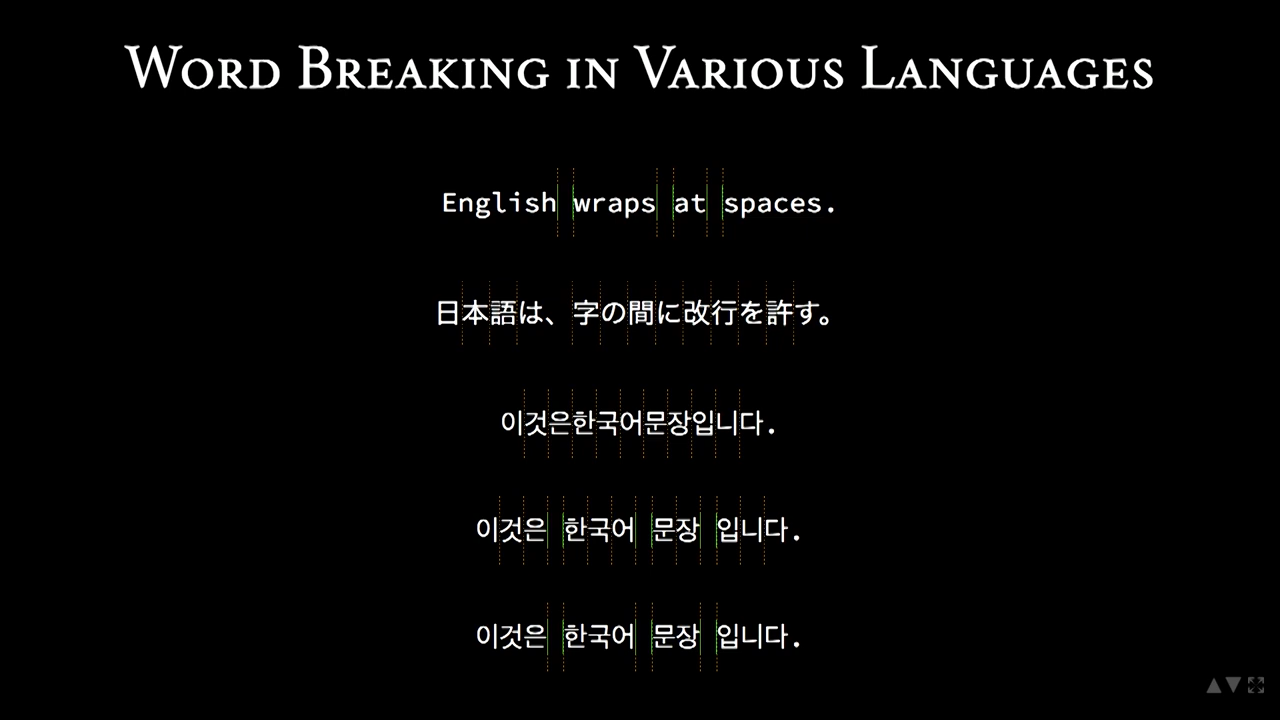 Word Breaking in Various Languages
English wraps at spaces.
日本語は、字の間に改行を許す。
이것은한국어문장입니다.
이것은 한국어 문장 입니다.
이것은 한국어 문장 입니다.